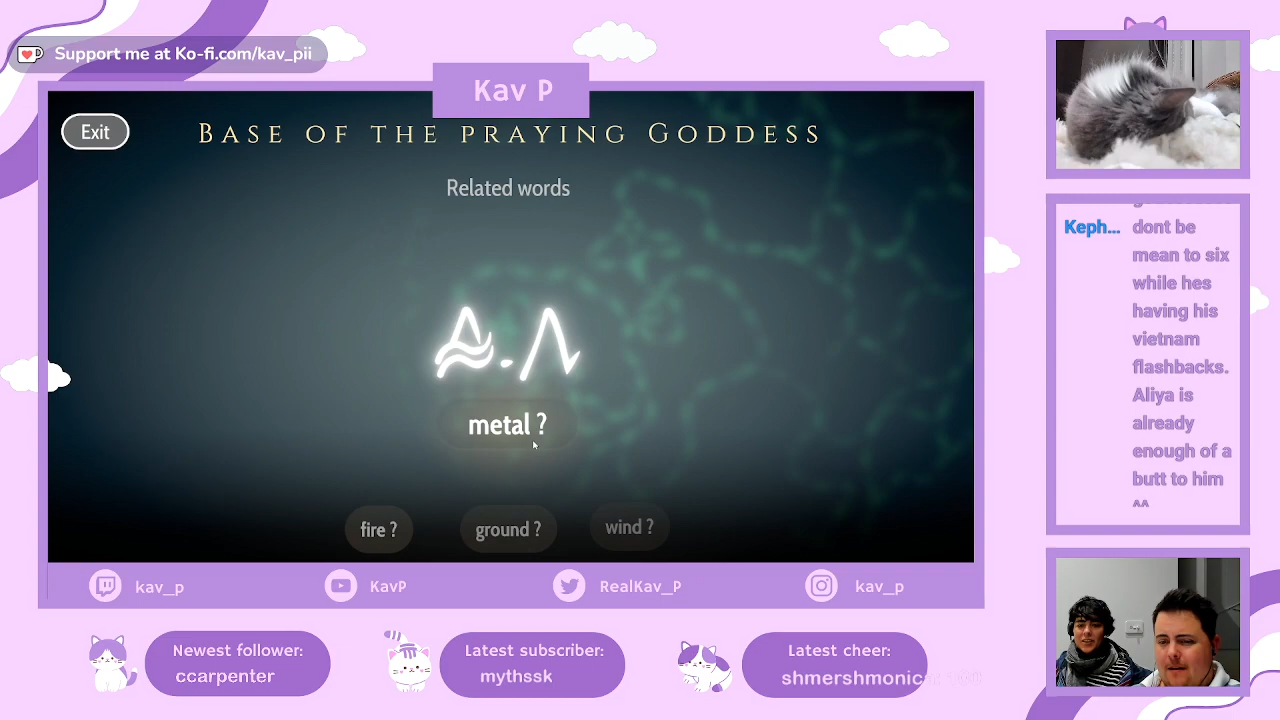 Support me at Ko-fi.com/kav_pii
Kav P
Exit
Base of the praying Goddess
Related words
metal ?
fire ?
ground ?
wind ?
Keph...
dont be
mean to six
while hes
having his
vietnam
flashbacks.
Aliya is
already
enough of a
butt to him
^^
kav_p
KavP
RealKav_P
kav_p
Newest follower:
ccarpenter
Latest subscriber:
mythssk
Latest cheer:
shmershmonica: